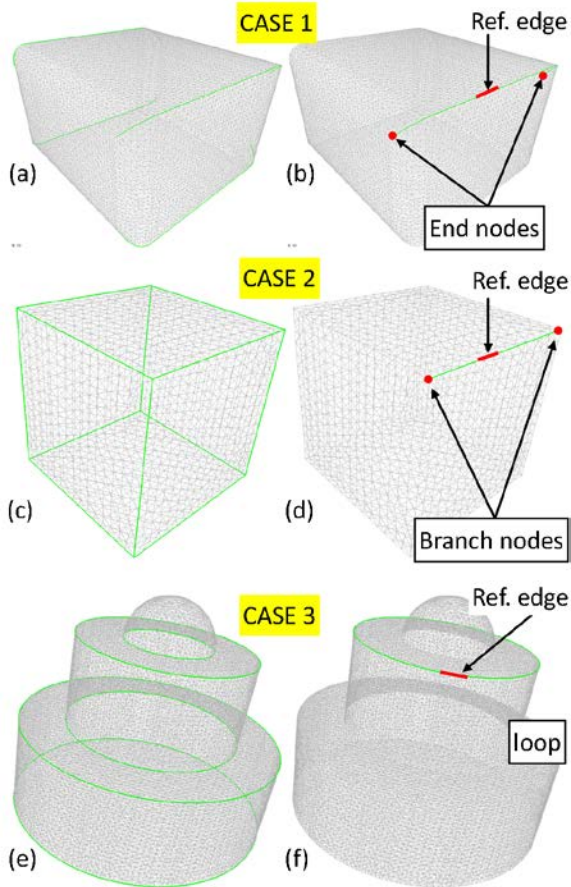 CASE 1
Ref. edge
(a)
(b)
End nodes
CASE 2
Ref. edge
(c)
(d)
Branch nodes
CASE 3
Ref. edge
loop
(e)
(f)